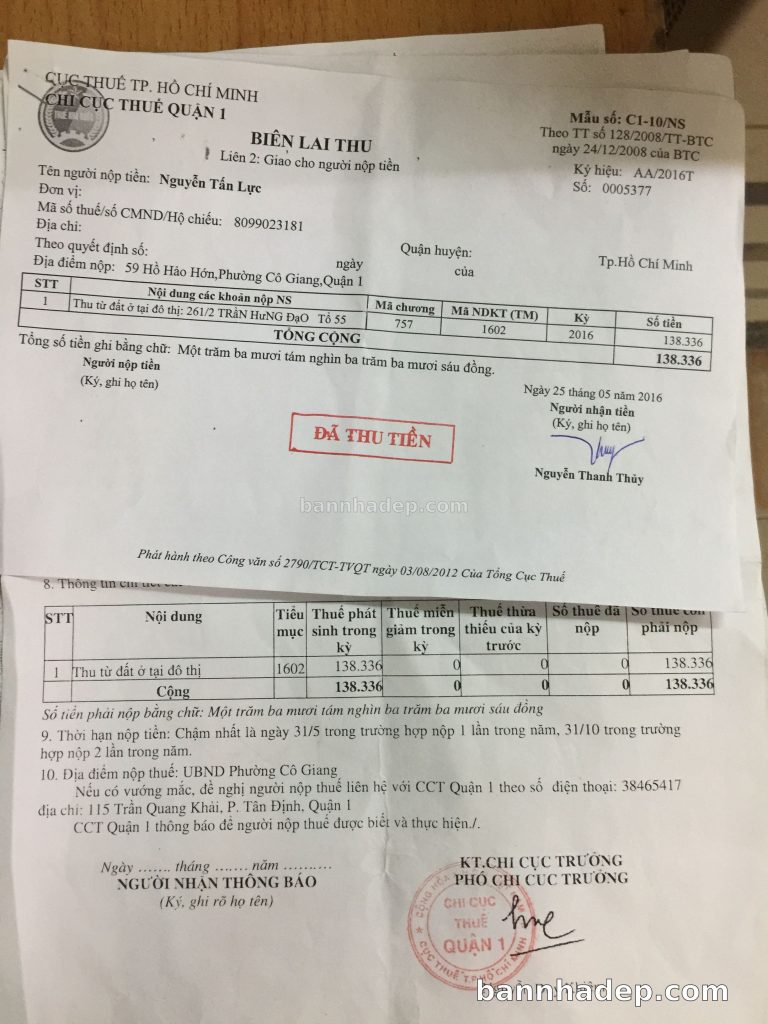 CỤC THUẾ TP. HỒ CHÍ MINH
CHI CỤC THUẾ QUẬN 1
Mẫu số: C1-10/NS
Theo TT số 128/2008/TT-BTC
ngày 24/12/2008 của BTC
Ký hiệu: AA/2016T
Số: 0005377
BIÊN LAI THU
Liên 2: Giao cho người nộp tiền
Tên người nộp tiền: Nguyễn Tấn Lực
Đơn vị:
Mã số thuế/số CMND/Hộ chiếu: 8099023181
Địa chỉ: Quận huyện: Tp.Hồ Chí Minh
Theo quyết định số: ngày của
Địa điểm nộp: 59 Hồ Hảo Hớn,Phường Cô Giang,Quận 1
STT Nội dung các khoản nộp NS Mã chương Mã NDKT (TM) Kỳ Số tiền
1 Thu từ đất ở tại đô thị: 261/2 TRầN HưNG ĐạO Tổ 55 757 1602 2016 138.336
TỔNG CỘNG 138.336
Tổng số tiền ghi bằng chữ: Một trăm ba mươi tám nghìn ba trăm ba mươi sáu đồng.
Người nộp tiền
(Ký, ghi họ tên)
Ngày 25 tháng 05 năm 2016
Người nhận tiền
(Ký, ghi họ tên)
ĐÃ THU TIỀN
Nguyễn Thanh Thủy
bannhadep.com
Phát hành theo Công văn số 2790/TCT-TVQT ngày 03/08/2012 Của Tổng Cục Thuế
8. Thông tin chi tiết
STT Nội dung Tiểu mục Thuế phát sinh trong kỳ Thuế miễn giảm trong kỳ Thuế thừa thiếu của kỳ trước Số thuế đã nộp Số thuế còn phải nộp
1 Thu từ đất ở tại đô thị 1602 138.336 0 0 0 138.336
Cộng 138.336 0 0 0 138.336
Số tiền phải nộp bằng chữ: Một trăm ba mươi tám nghìn ba trăm ba mươi sáu đồng
9. Thời hạn nộp tiền: Chậm nhất là ngày 31/5 trong trường hợp nộp 1 lần trong năm, 31/10 trong trường
hợp nộp 2 lần trong năm.
10. Địa điểm nộp thuế: UBND Phường Cô Giang
Nếu có vướng mắc, đề nghị người nộp thuế liên hệ với CCT Quận 1 theo số điện thoại: 38465417
địa chỉ: 115 Trần Quang Khải, P. Tân Định, Quận 1
CCT Quận 1 thông báo để người nộp thuế được biết và thực hiện./.
Ngày ....... tháng ....... năm ..........
NGƯỜI NHẬN THÔNG BÁO
(Ký, ghi rõ họ tên)
KT.CHI CỤC TRƯỞNG
PHÓ CHI CỤC TRƯỞNG
CHI CỤC
THUẾ
QUẬN 1
CỤC THUẾ T.P HỒ CHÍ MINH
bannhadep.com